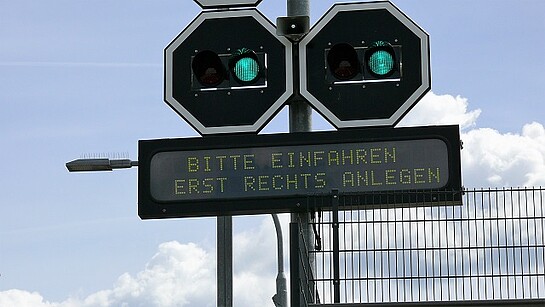 BITTE EINFAHREN
ERST RECHTS ANLEGEN